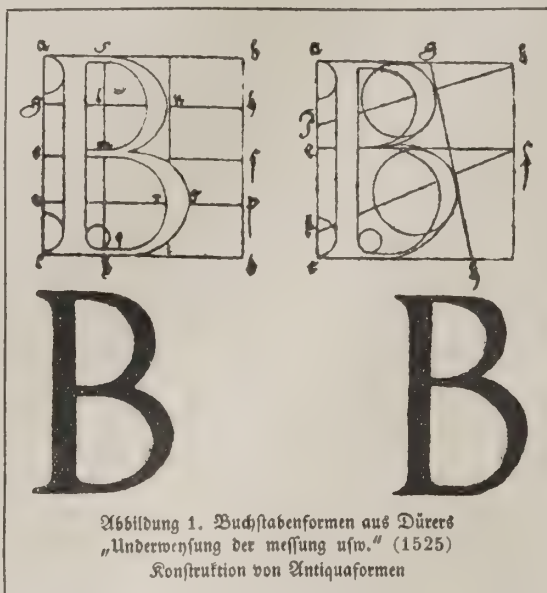 B B
Abbildung 1. Buchstabenformen aus Dürers
„Underweysung der messung usw.“ (1525)
Konstruktion von Antiquaformen